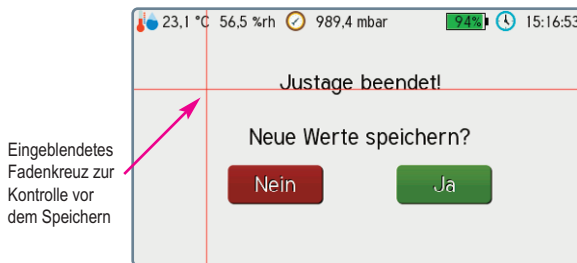 23,1 °C 56,5 %rh 989,4 mbar 94% 15:16:53
Justage beendet!
Neue Werte speichern?
Nein Ja
Eingeblendetes
Fadenkreuz zur
Kontrolle vor
dem Speichern